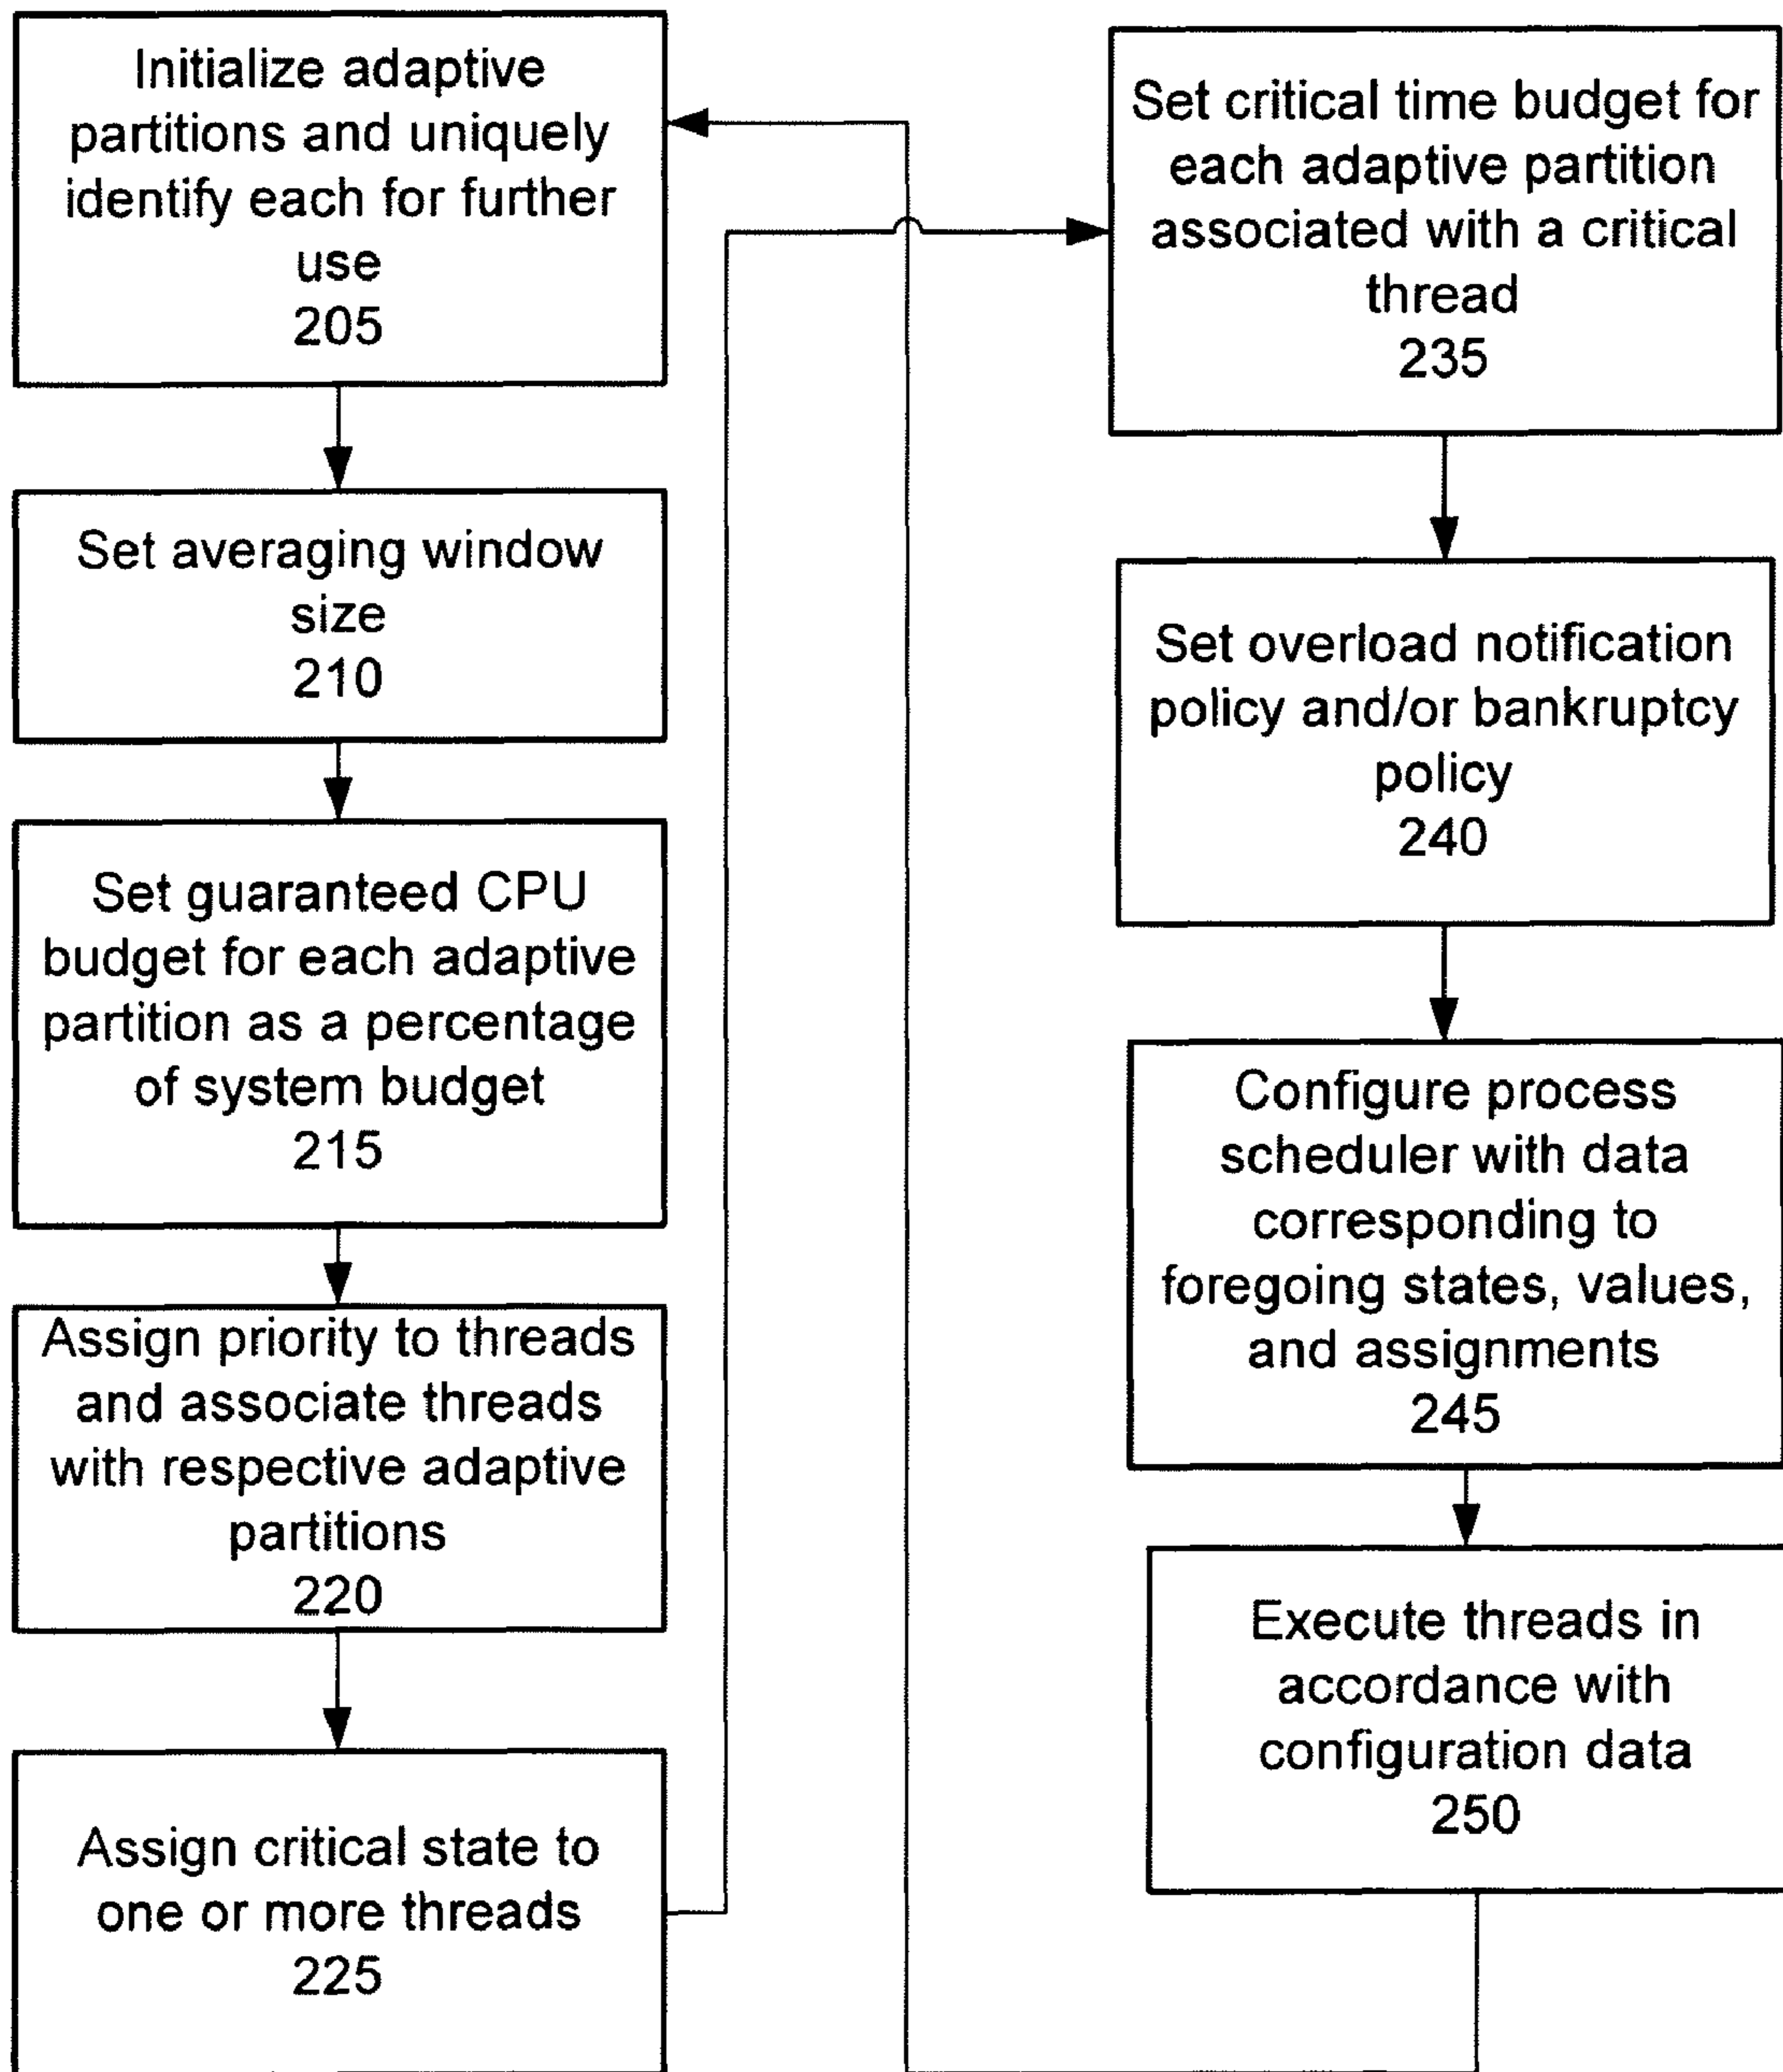 Initialize adaptive
partitions and uniquely
identify each for further
use
205
Set averaging window
size
210
Set guaranteed CPU
budget for each adaptive
partition as a percentage
of system budget
215
Assign priority to threads
and associate threads
with respective adaptive
partitions
220
Assign critical state to
one or more threads
225
Set critical time budget for
each adaptive partition
associated with a critical
thread
235
Set overload notification
policy and/or bankruptcy
policy
240
Configure process
scheduler with data
corresponding to
foregoing states, values,
and assignments
245
Execute threads in
accordance with
configuration data
250